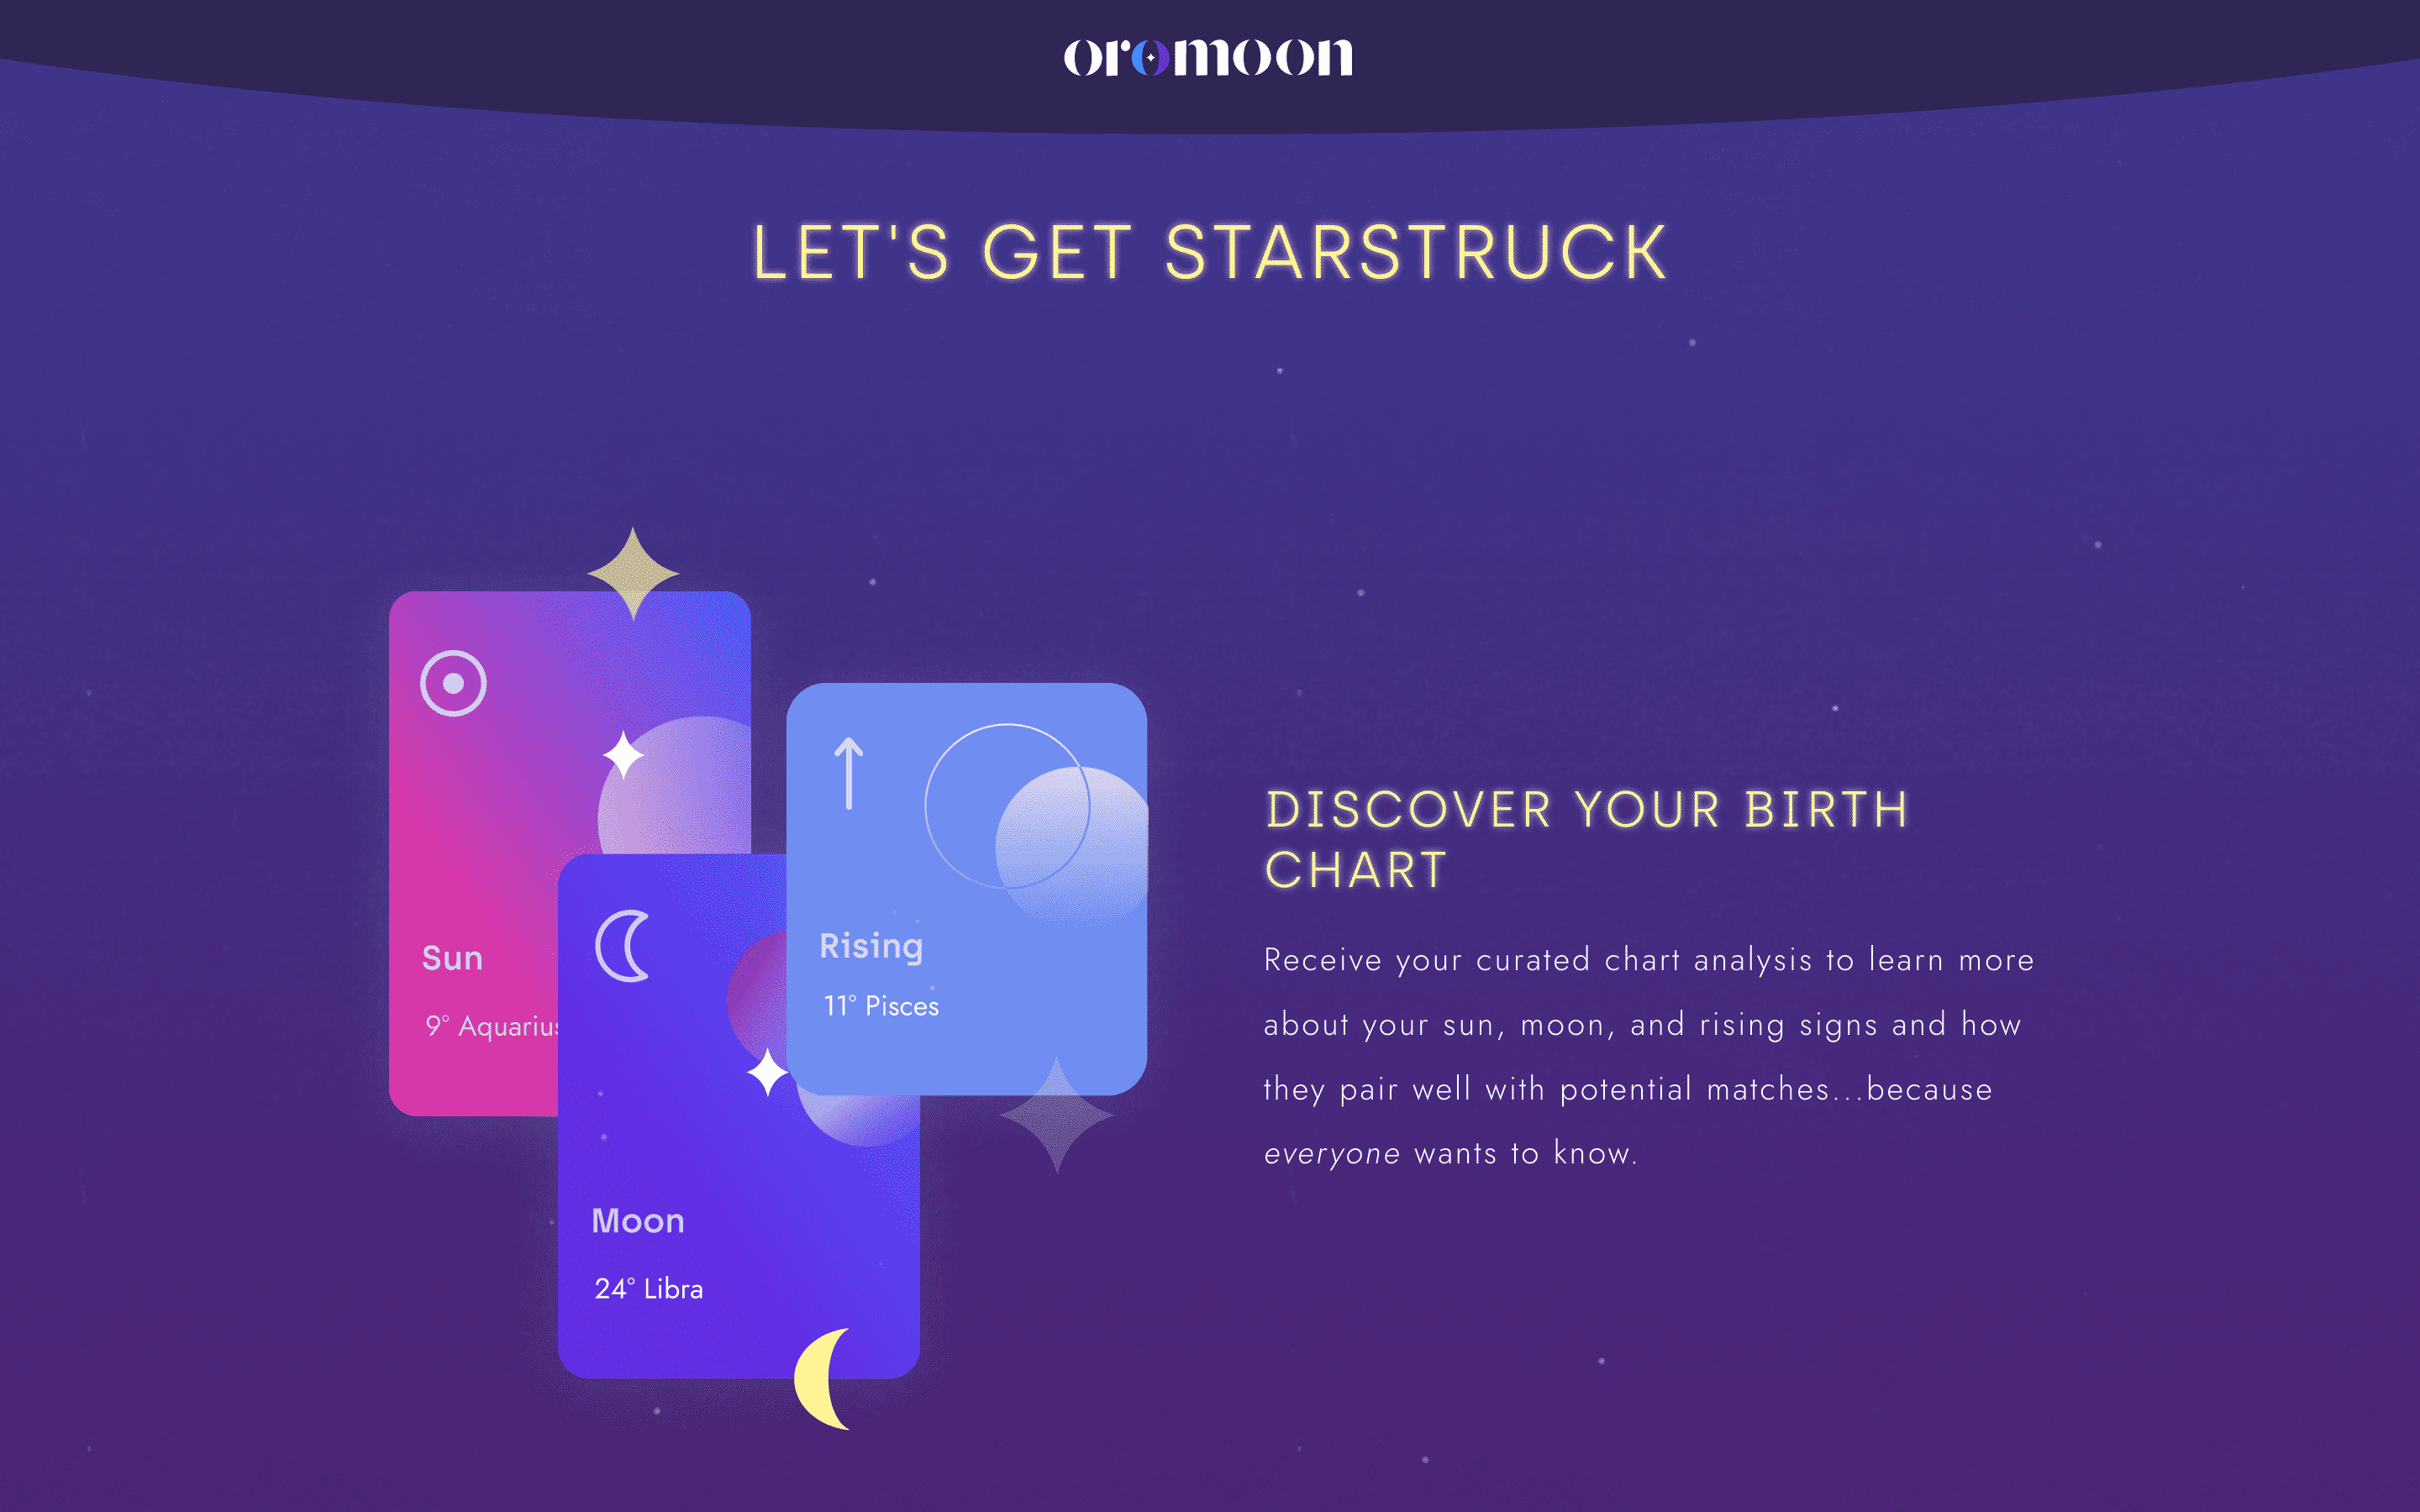 oromoon
LET'S GET STARSTRUCK
Sun
9° Aquarius
Moon
24° Libra
Rising
11° Pisces
DISCOVER YOUR BIRTH
CHART
Receive your curated chart analysis to learn more
about your sun, moon, and rising signs and how
they pair well with potential matches...because
everyone wants to know.